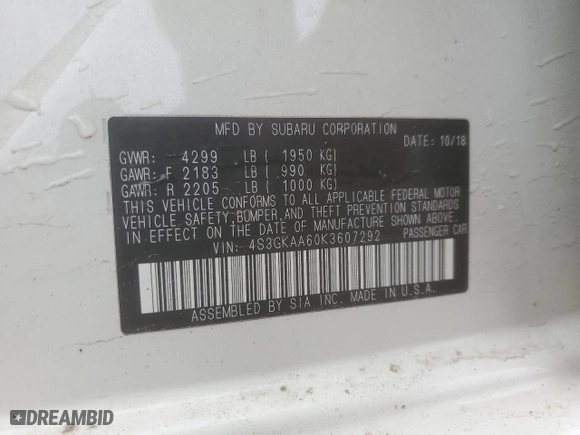 MFD BY SUBARU CORPORATION
DATE: 10/18
GVWR: 4299 LB ( 1950 KG)
GAWR: F 2183 LB ( 990 KG)
GAWR: R 2205 LB ( 1000 KG)
THIS VEHICLE CONFORMS TO ALL APPLICABLE FEDERAL MOTOR
VEHICLE SAFETY,BUMPER,AND THEFT PREVENTION STANDARDS
IN EFFECT ON THE DATE OF MANUFACTURE SHOWN ABOVE.
VIN: 4S3GKAA60K3607292 PASSENGER CAR
ASSEMBLED BY SIA INC. MADE IN U.S.A.
DREAMBID